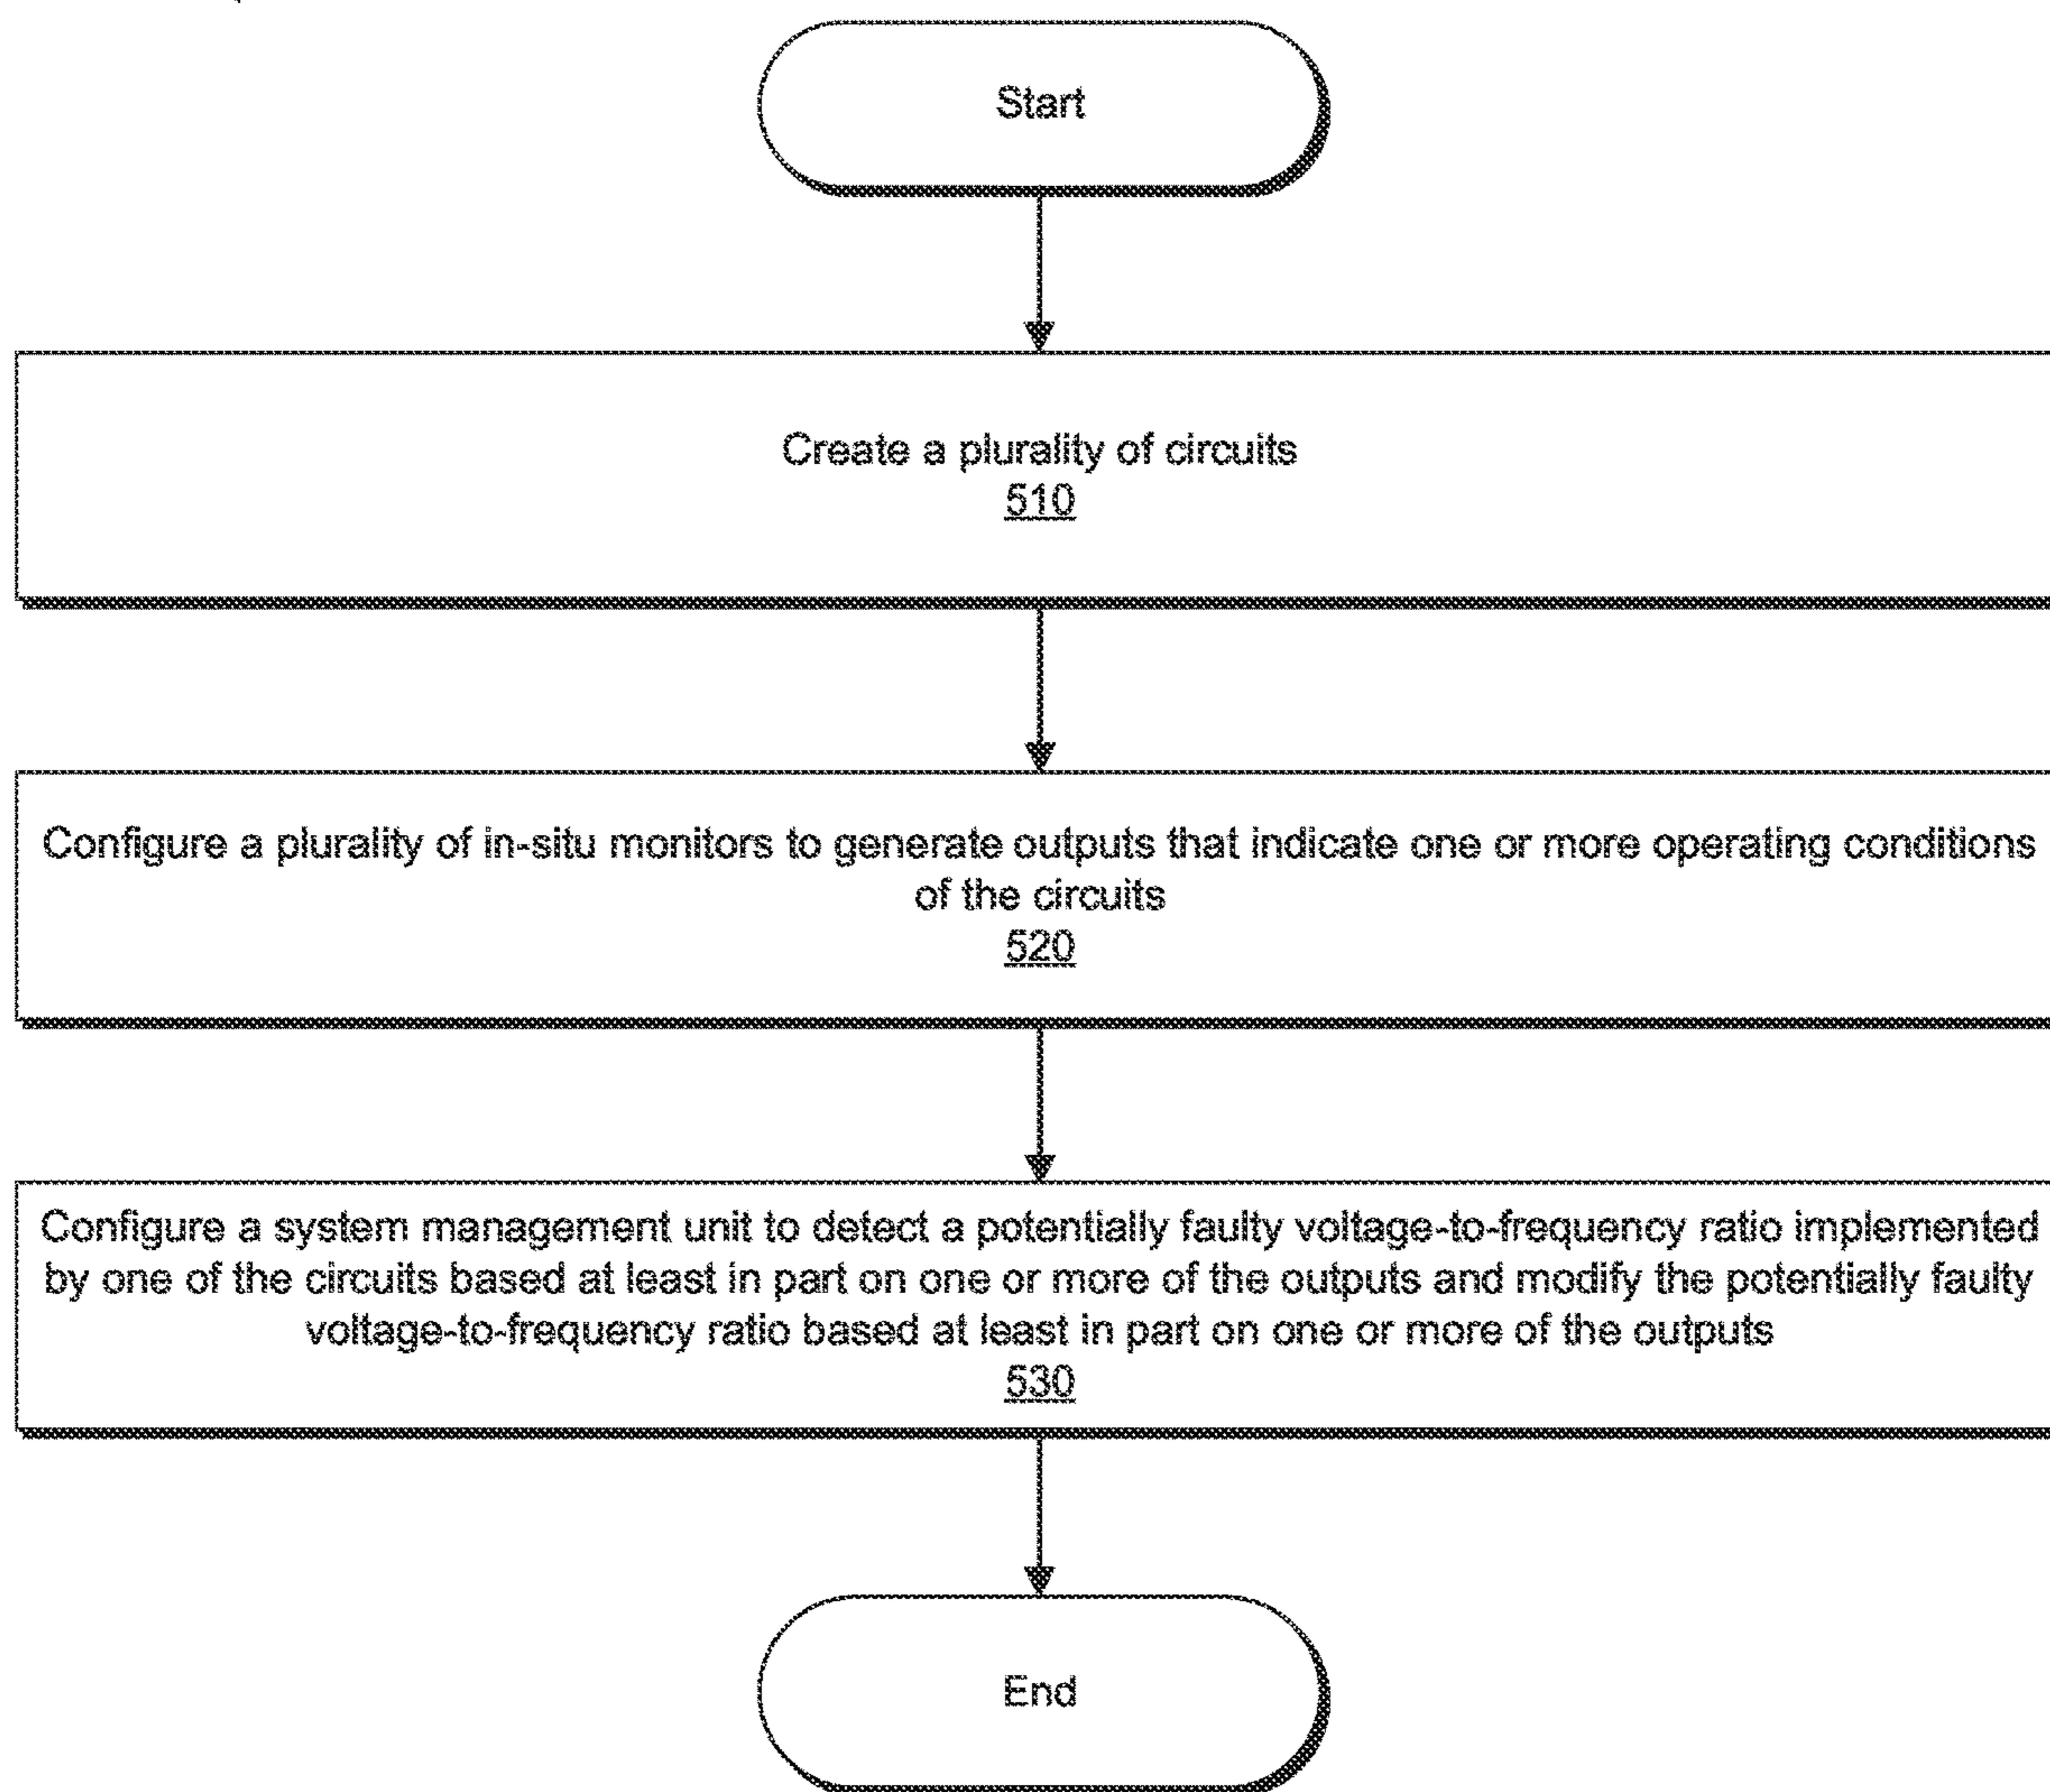 Start
Create a plurality of circuits
510
Configure a plurality of in-situ monitors to generate outputs that indicate one or more operating conditions
of the circuits
520
Configure a system management unit to detect a potentially faulty voltage-to-frequency ratio implemented
by one of the circuits based at least in part on one or more of the outputs and modify the potentially faulty
voltage-to-frequency ratio based at least in part on one or more of the outputs
530
End